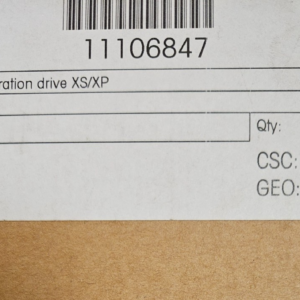 11106847
ration drive XS/XP
Qty:
CSC:
GEO: